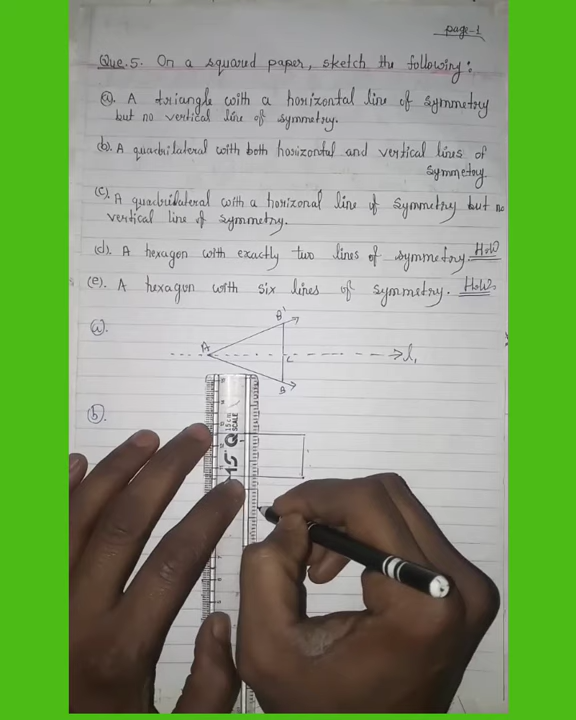 page-1
Que.5. On a squared paper, sketch the following:
(a). A triangle with a horizontal line of symmetry
but no vertical line of symmetry.
(b). A quadrilateral with both horizontal and vertical lines of
symmetry.
(c). A quadrilateral with a horizonal line of symmetry but no
vertical line of symmetry.
(d). A hexagon with exactly two lines of symmetry. H.W
(e). A hexagon with six lines of symmetry. H.W.
(a).
B'
A
L
l₁
B
(b).
15
SCALE